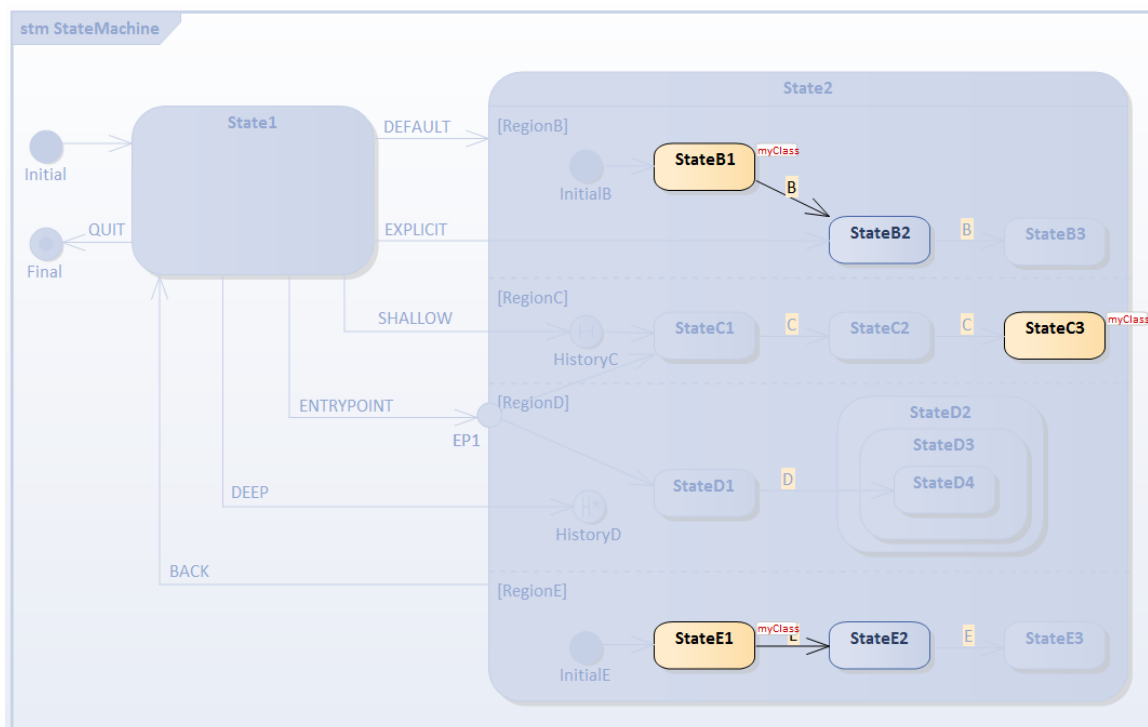 stm StateMachine
State2
State1
DEFAULT
[RegionB]
Initial
InitialB
StateB1
myClass
B
QUIT
EXPLICIT
StateB2
B
StateB3
Final
[RegionC]
SHALLOW
HistoryC
StateC1
C
StateC2
C
StateC3
myClass
ENTRYPOINT
EP1
[RegionD]
StateD2
StateD3
StateD4
StateD1
D
DEEP
HistoryD
BACK
[RegionE]
InitialE
StateE1
myClass
E
StateE2
E
StateE3